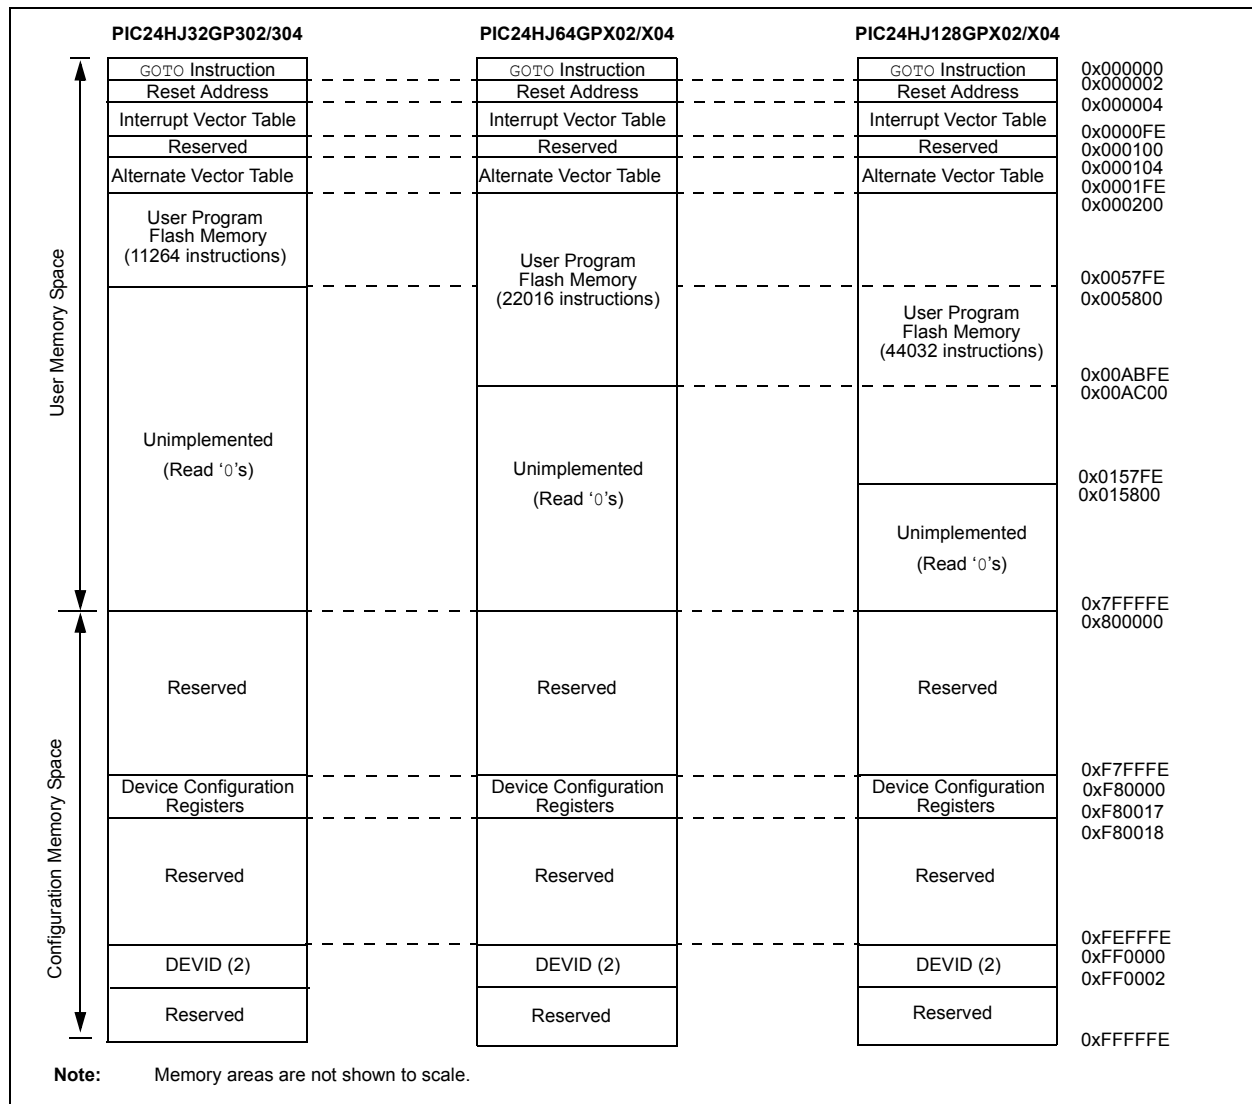 PIC24HJ32GP302/304 PIC24HJ64GPX02/X04 PIC24HJ128GPX02/X04
GOTO Instruction GOTO Instruction GOTO Instruction 0x000000
Reset Address Reset Address Reset Address 0x000002
0x000004
Interrupt Vector Table Interrupt Vector Table Interrupt Vector Table
0x0000FE
Reserved Reserved Reserved 0x000100
0x000104
Alternate Vector Table Alternate Vector Table Alternate Vector Table
0x0001FE
0x000200
User Program
Flash Memory
(11264 instructions)
User Program
Flash Memory
(22016 instructions)
0x0057FE
0x005800
User Program
Flash Memory
(44032 instructions)
0x00ABFE
0x00AC00
Unimplemented
(Read ‘0’s)
Unimplemented
(Read ‘0’s)
0x0157FE
0x015800
Unimplemented
(Read ‘0’s)
User Memory Space
0x7FFFFE
0x800000
Reserved Reserved Reserved
0xF7FFFE
Device Configuration Device Configuration Device Configuration 0xF80000
Registers Registers Registers
0xF80017
0xF80018
Configuration Memory Space
Reserved Reserved Reserved
0xFEFFFE
0xFF0000
DEVID (2) DEVID (2) DEVID (2)
0xFF0002
Reserved Reserved Reserved
0xFFFFFE
Note: Memory areas are not shown to scale.